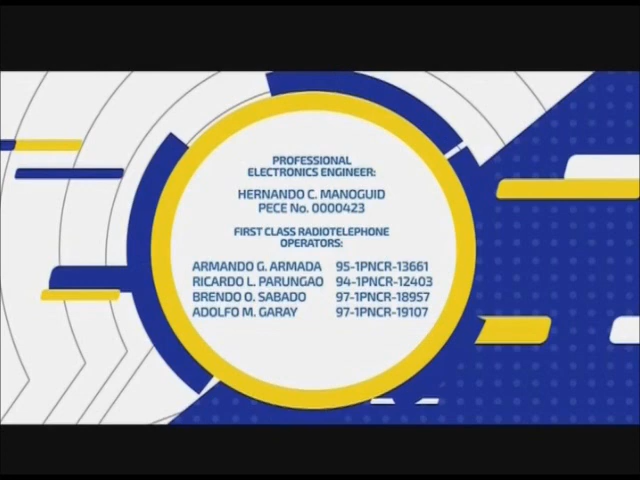 PROFESSIONAL
ELECTRONICS ENGINEER:
HERNANDO C. MANOGUID
PECE No. 0000423
FIRST CLASS RADIOTELEPHONE
OPERATORS:
ARMANDO G. ARMADA 95-1PNCR-13661
RICARDO L. PARUNGAO 94-1PNCR-12403
BRENDO O. SABADO 97-1PNCR-18957
ADOLFO M. GARAY 97-1PNCR-19107